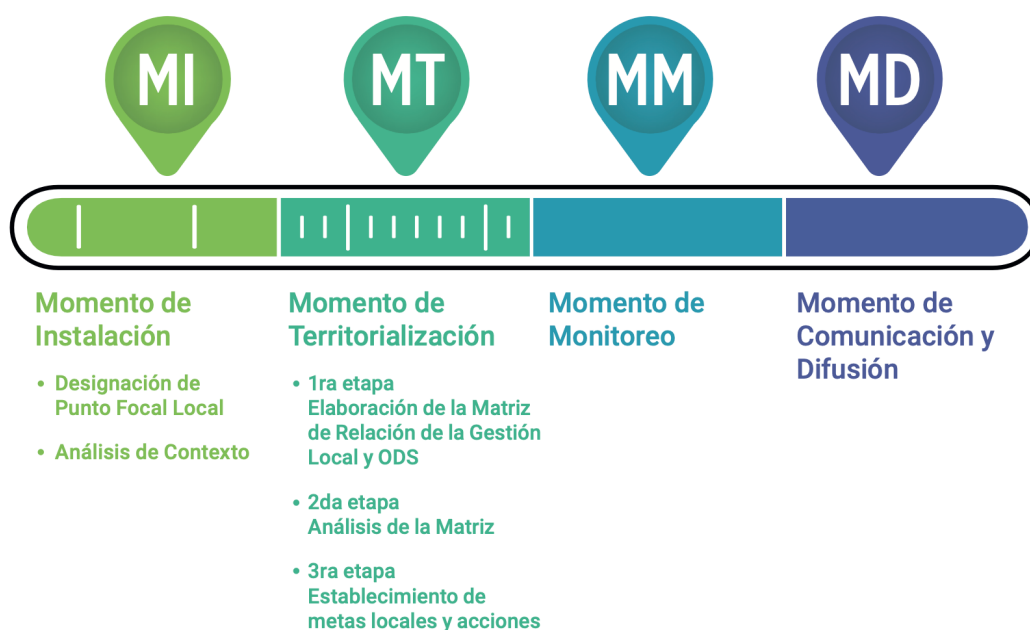 MI
MT
MM
MD
Momento de
Instalación
• Designación de
Punto Focal Local
• Análisis de Contexto
Momento de
Territorialización
• 1ra etapa
Elaboración de la Matriz
de Relación de la Gestión
Local y ODS
• 2da etapa
Análisis de la Matriz
• 3ra etapa
Establecimiento de
metas locales y acciones
Momento de
Monitoreo
Momento de
Comunicación y
Difusión